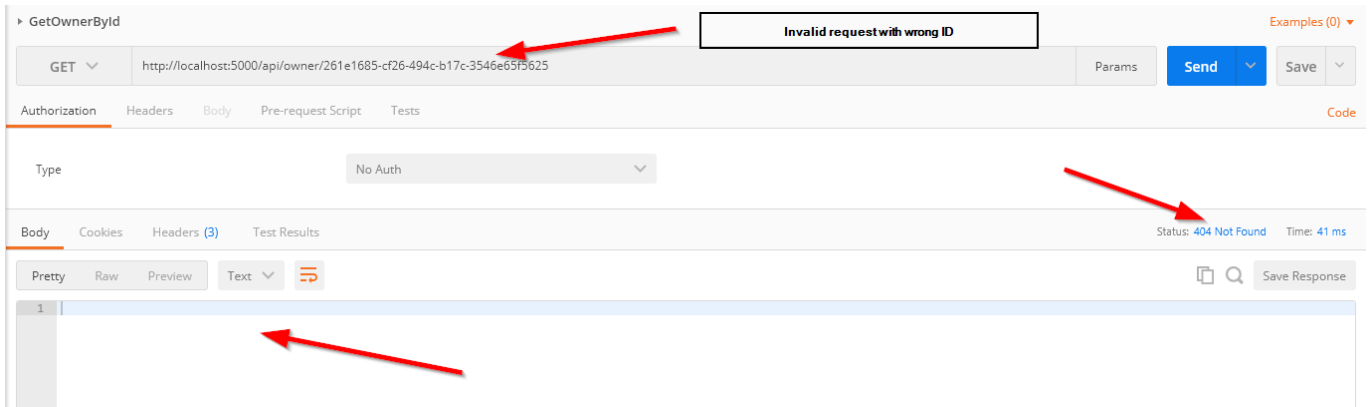 GetOwnerById
Invalid request with wrong ID
Examples (0)
GET http://localhost:5000/api/owner/261e1685-cf26-494c-b17c-3546e65f5625 Params Send Save
Authorization Headers Body Pre-request Script Tests Code
Type No Auth
Body Cookies Headers (3) Test Results Status: 404 Not Found Time: 41 ms
Pretty Raw Preview Text Save Response
1